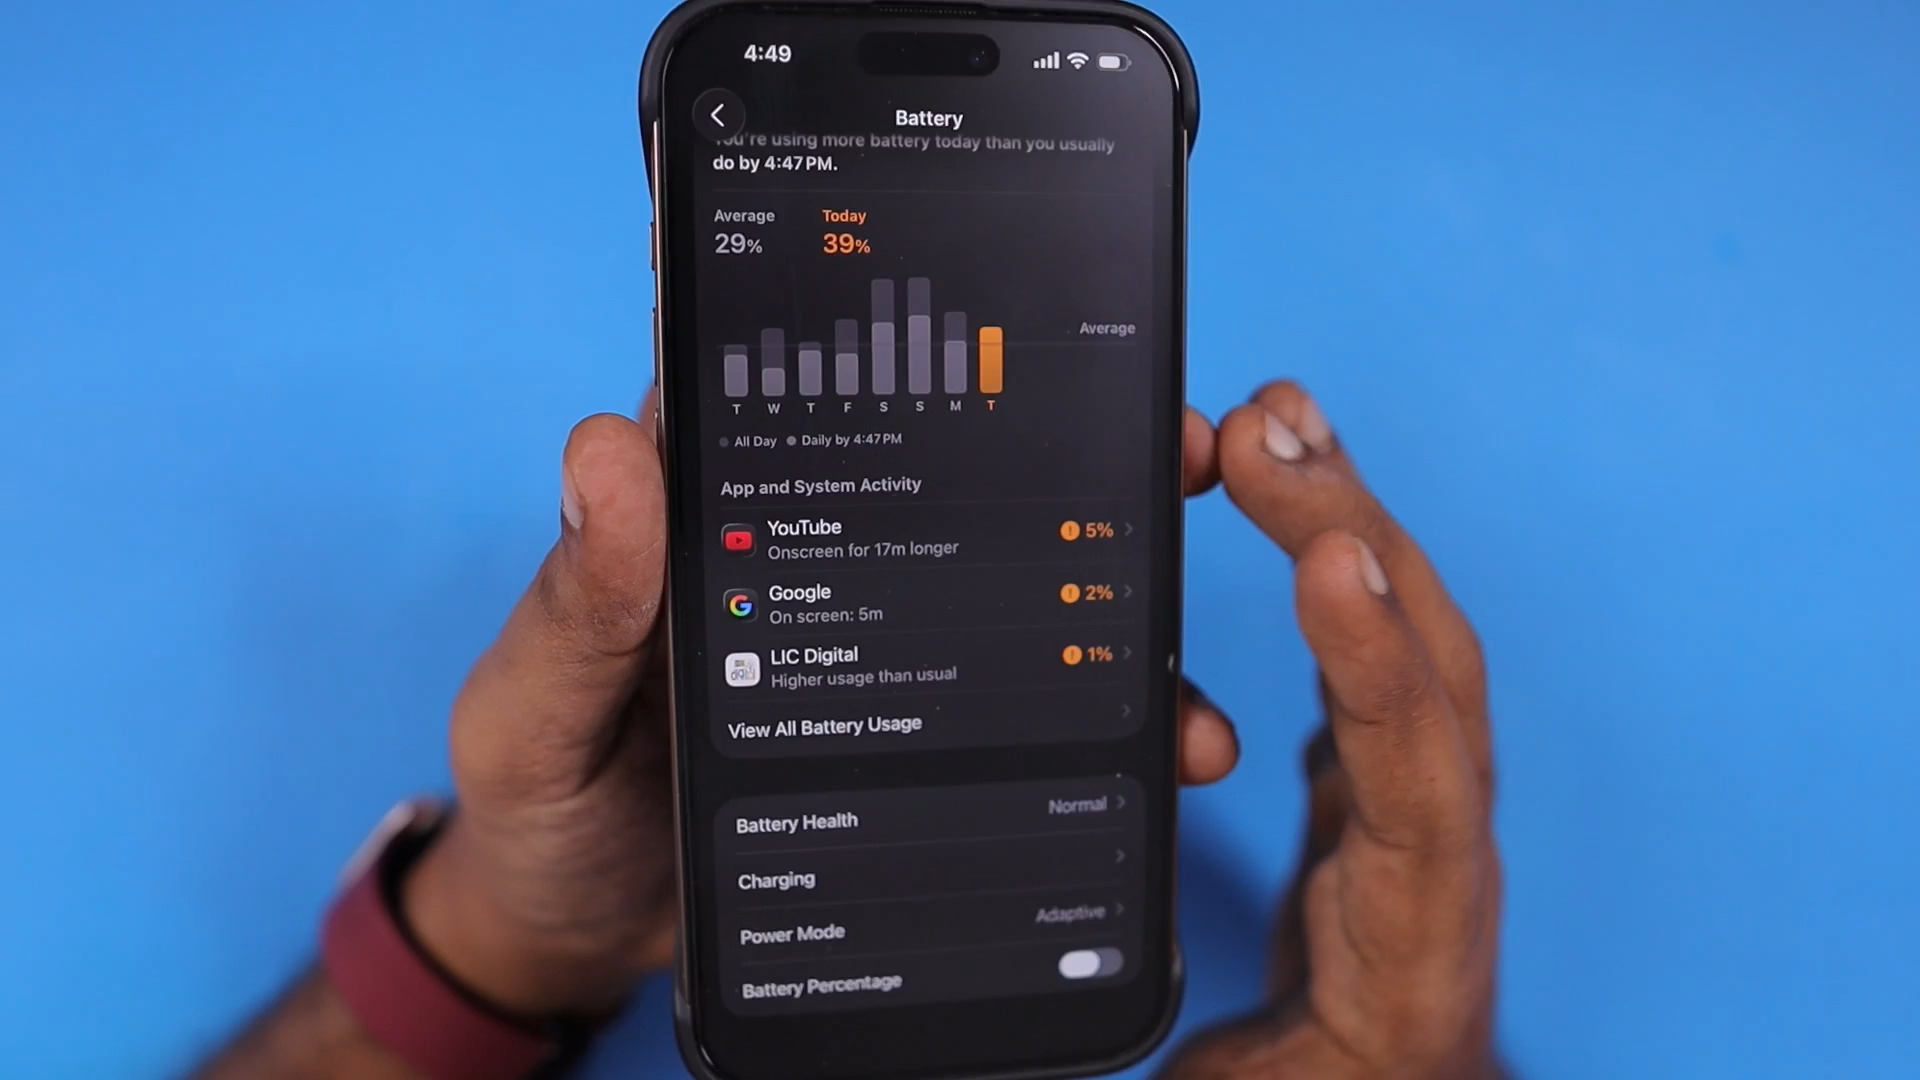 4:49
Battery
You're using more battery today than you usually
do by 4:47 PM.
Average Today
29% 39%
Average
T W T F S S M T
All Day Daily by 4:47 PM
App and System Activity
YouTube
Onscreen for 17m longer
5%
Google
On screen: 5m
2%
LIC Digital
Higher usage than usual
1%
View All Battery Usage
Battery Health Normal
Charging
Power Mode Adaptive
Battery Percentage